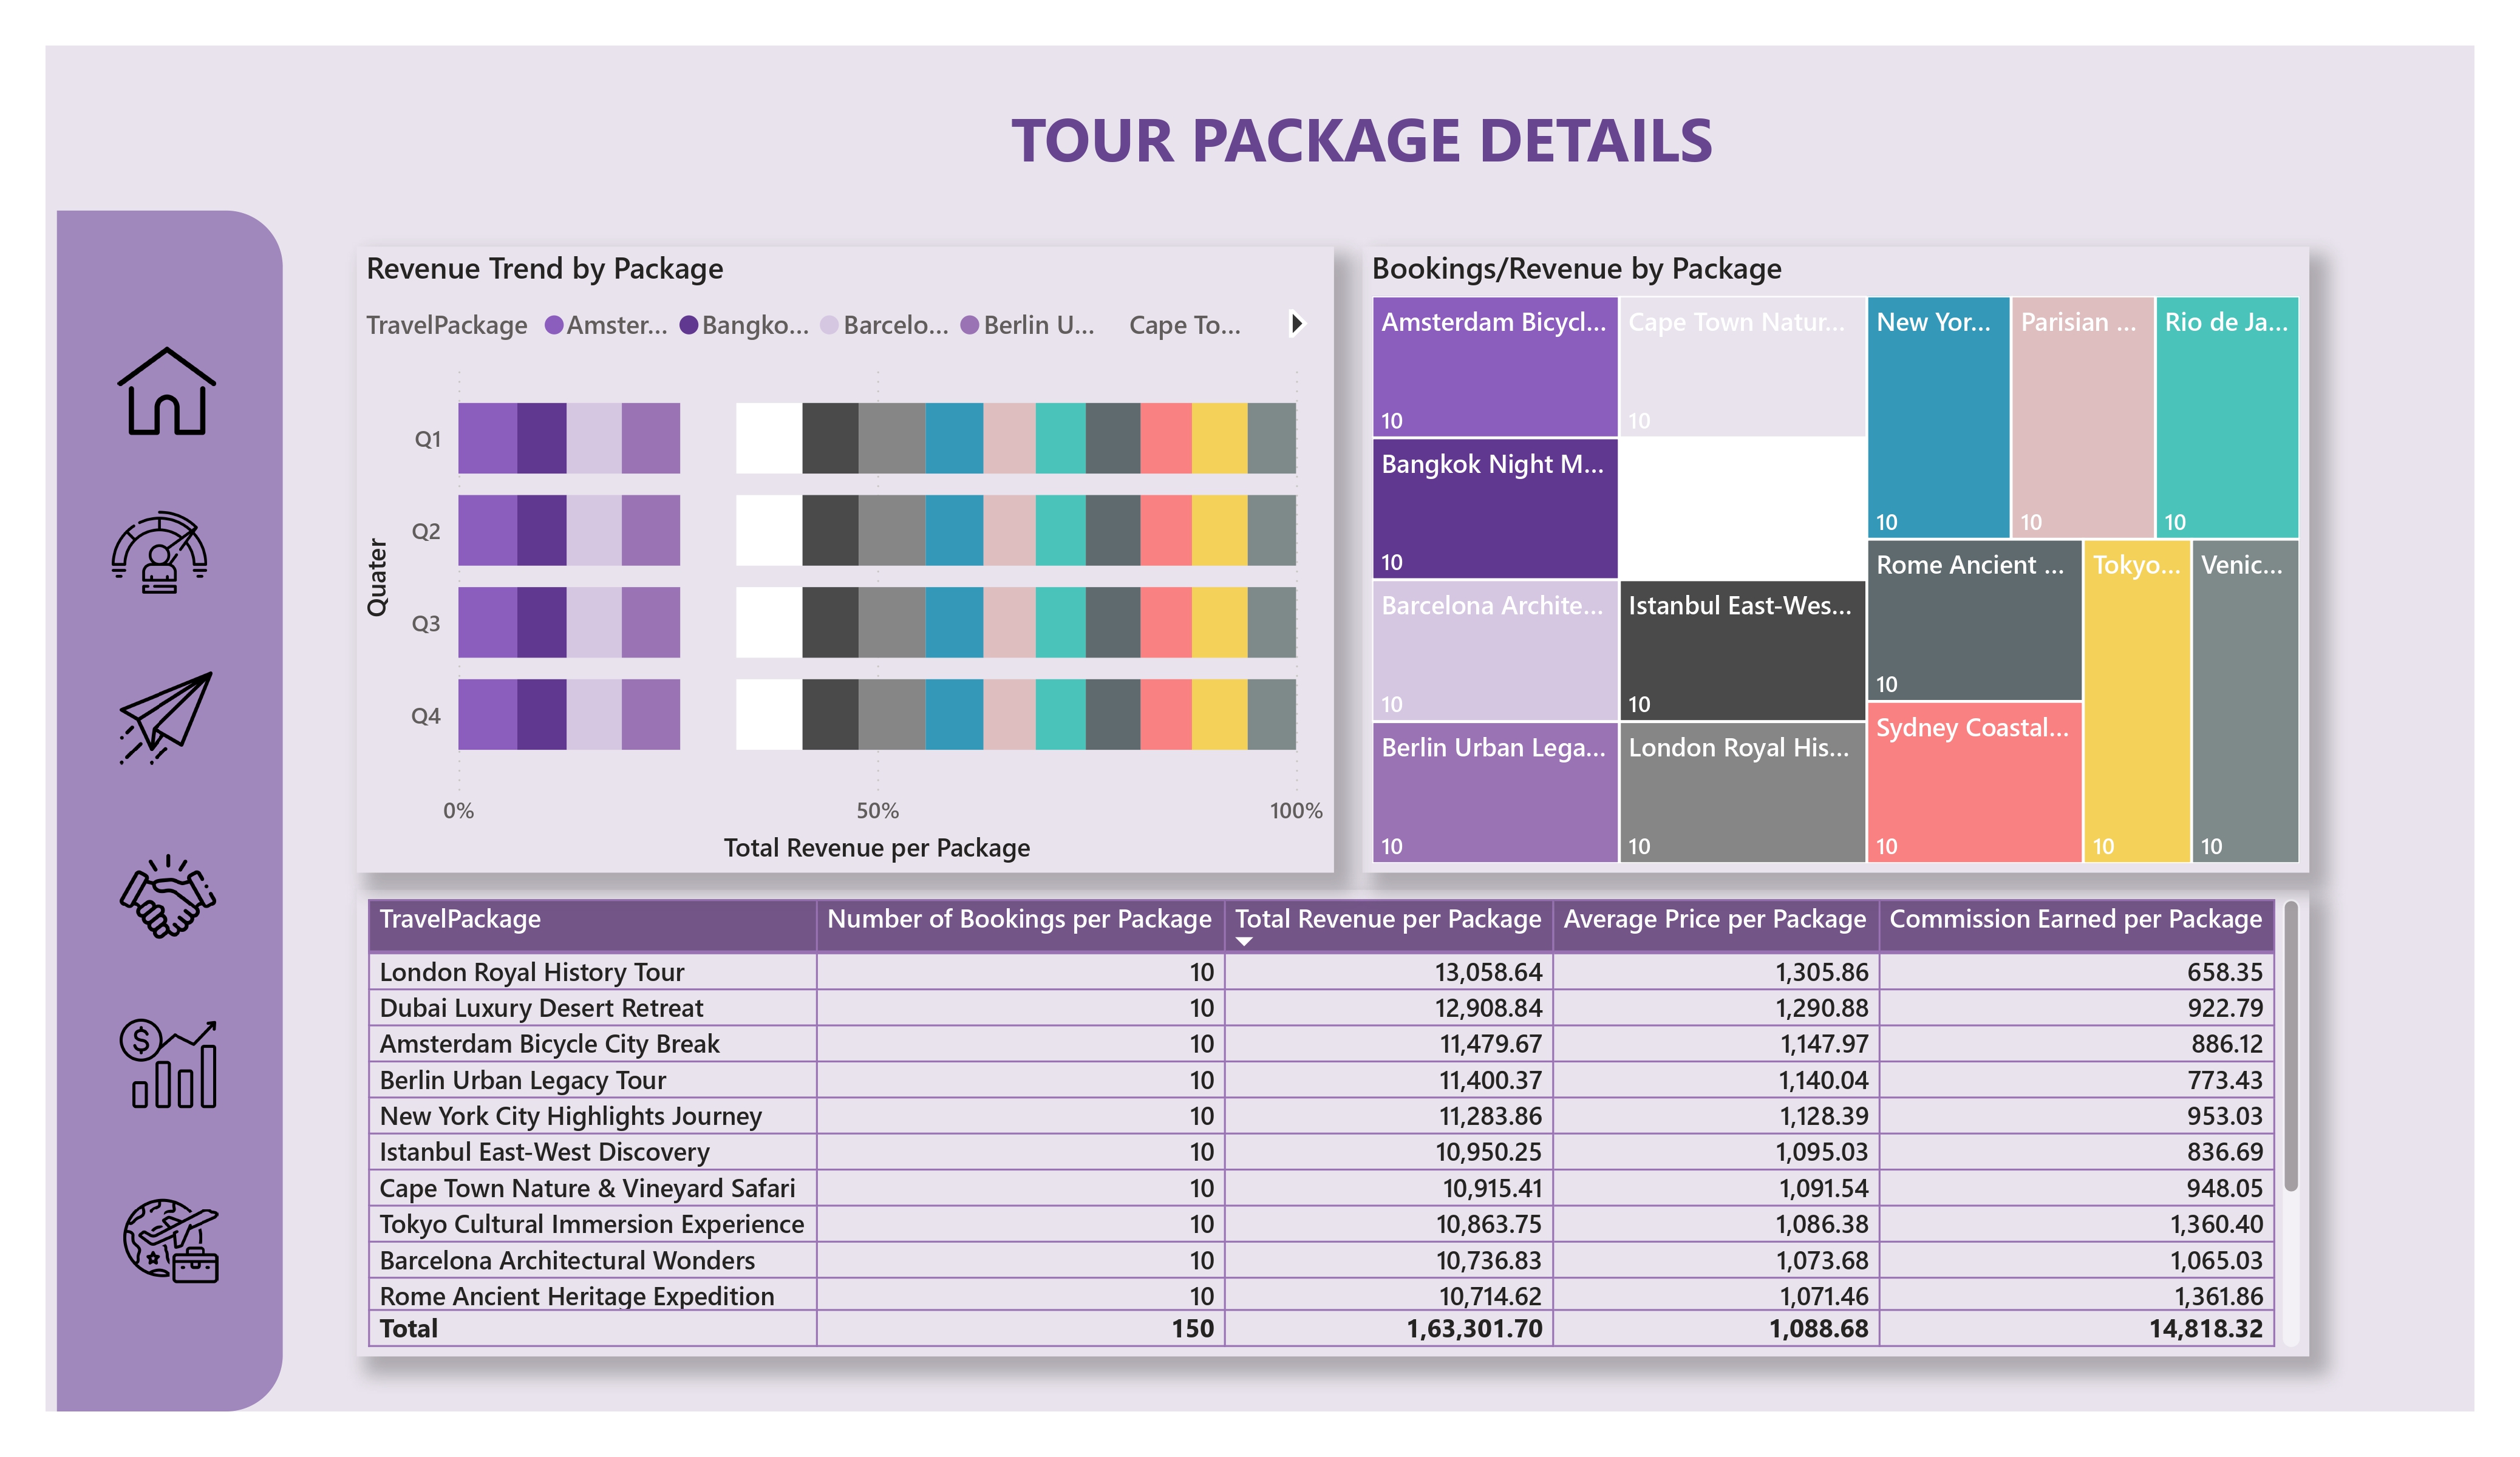 TOUR PACKAGE DETAILS
Revenue Trend by Package
TravelPackage Amster... Bangko... Barcelo... Berlin U... Cape To...
Quater
Q1
Q2
Q3
Q4
0% 50% 100%
Total Revenue per Package
Bookings/Revenue by Package
Amsterdam Bicycl...
10
Bangkok Night M...
10
Barcelona Archite...
10
Berlin Urban Lega...
10
Cape Town Natur...
10
Istanbul East-Wes...
10
London Royal His...
10
New Yor...
10
Parisian ...
10
Rio de Ja...
10
Rome Ancient ...
10
Sydney Coastal...
10
Tokyo...
10
Venic...
10
TravelPackage Number of Bookings per Package Total Revenue per Package Average Price per Package Commission Earned per Package
London Royal History Tour 10 13,058.64 1,305.86 658.35
Dubai Luxury Desert Retreat 10 12,908.84 1,290.88 922.79
Amsterdam Bicycle City Break 10 11,479.67 1,147.97 886.12
Berlin Urban Legacy Tour 10 11,400.37 1,140.04 773.43
New York City Highlights Journey 10 11,283.86 1,128.39 953.03
Istanbul East-West Discovery 10 10,950.25 1,095.03 836.69
Cape Town Nature & Vineyard Safari 10 10,915.41 1,091.54 948.05
Tokyo Cultural Immersion Experience 10 10,863.75 1,086.38 1,360.40
Barcelona Architectural Wonders 10 10,736.83 1,073.68 1,065.03
Rome Ancient Heritage Expedition 10 10,714.62 1,071.46 1,361.86
Total 150 1,63,301.70 1,088.68 14,818.32